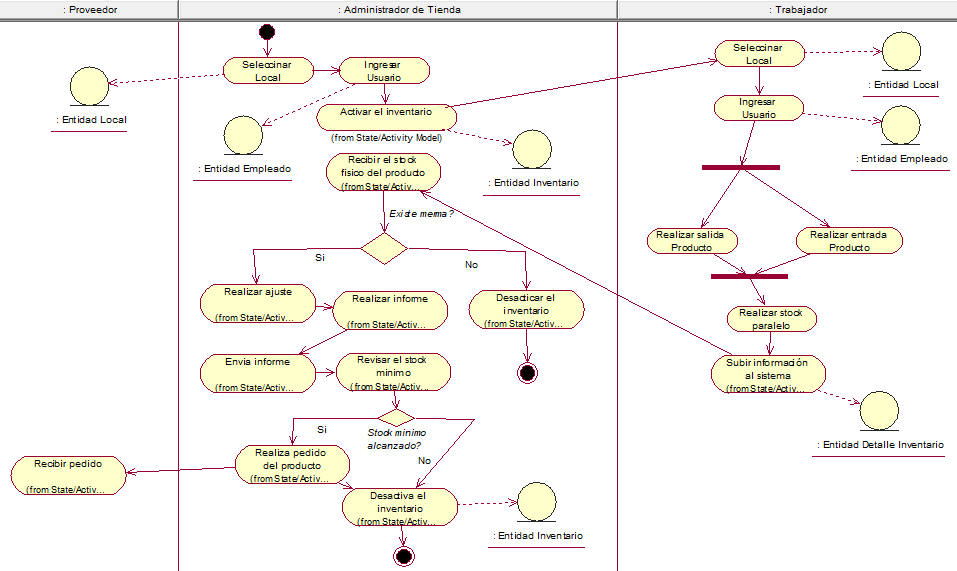 : Proveedor
: Administrador de Tienda
: Trabajador
Seleccinar
Local
Ingresar
Usuario
: Entidad Local
Activar el inventario
(from State/Activity Model)
: Entidad Empleado
: Entidad Inventario
Recibir el stock
fisico del producto
(from State/Activ...
Existe merma?
Si
No
Realizar ajuste
(from State/Activ...
Realizar informe
(from State/Activ...
Desacticar el
inventario
(from State/Activ...
Envia informe
(from State/Activ...
Revisar el stock
minimo
(from State/Activ...
Si
Stock minimo
alcanzado?
No
Realiza pedido
del producto
(from State/Activ...
Recibir pedido
(from State/Activ...
Desactiva el
inventario
(from State/Activ...
: Entidad Inventario
Seleccinar
Local
: Entidad Local
Ingresar
Usuario
: Entidad Empleado
Realizar salida
Producto
Realizar entrada
Producto
Realizar stock
paralelo
Subir información
al sistema
(from State/Activ...
: Entidad Detalle Inventario